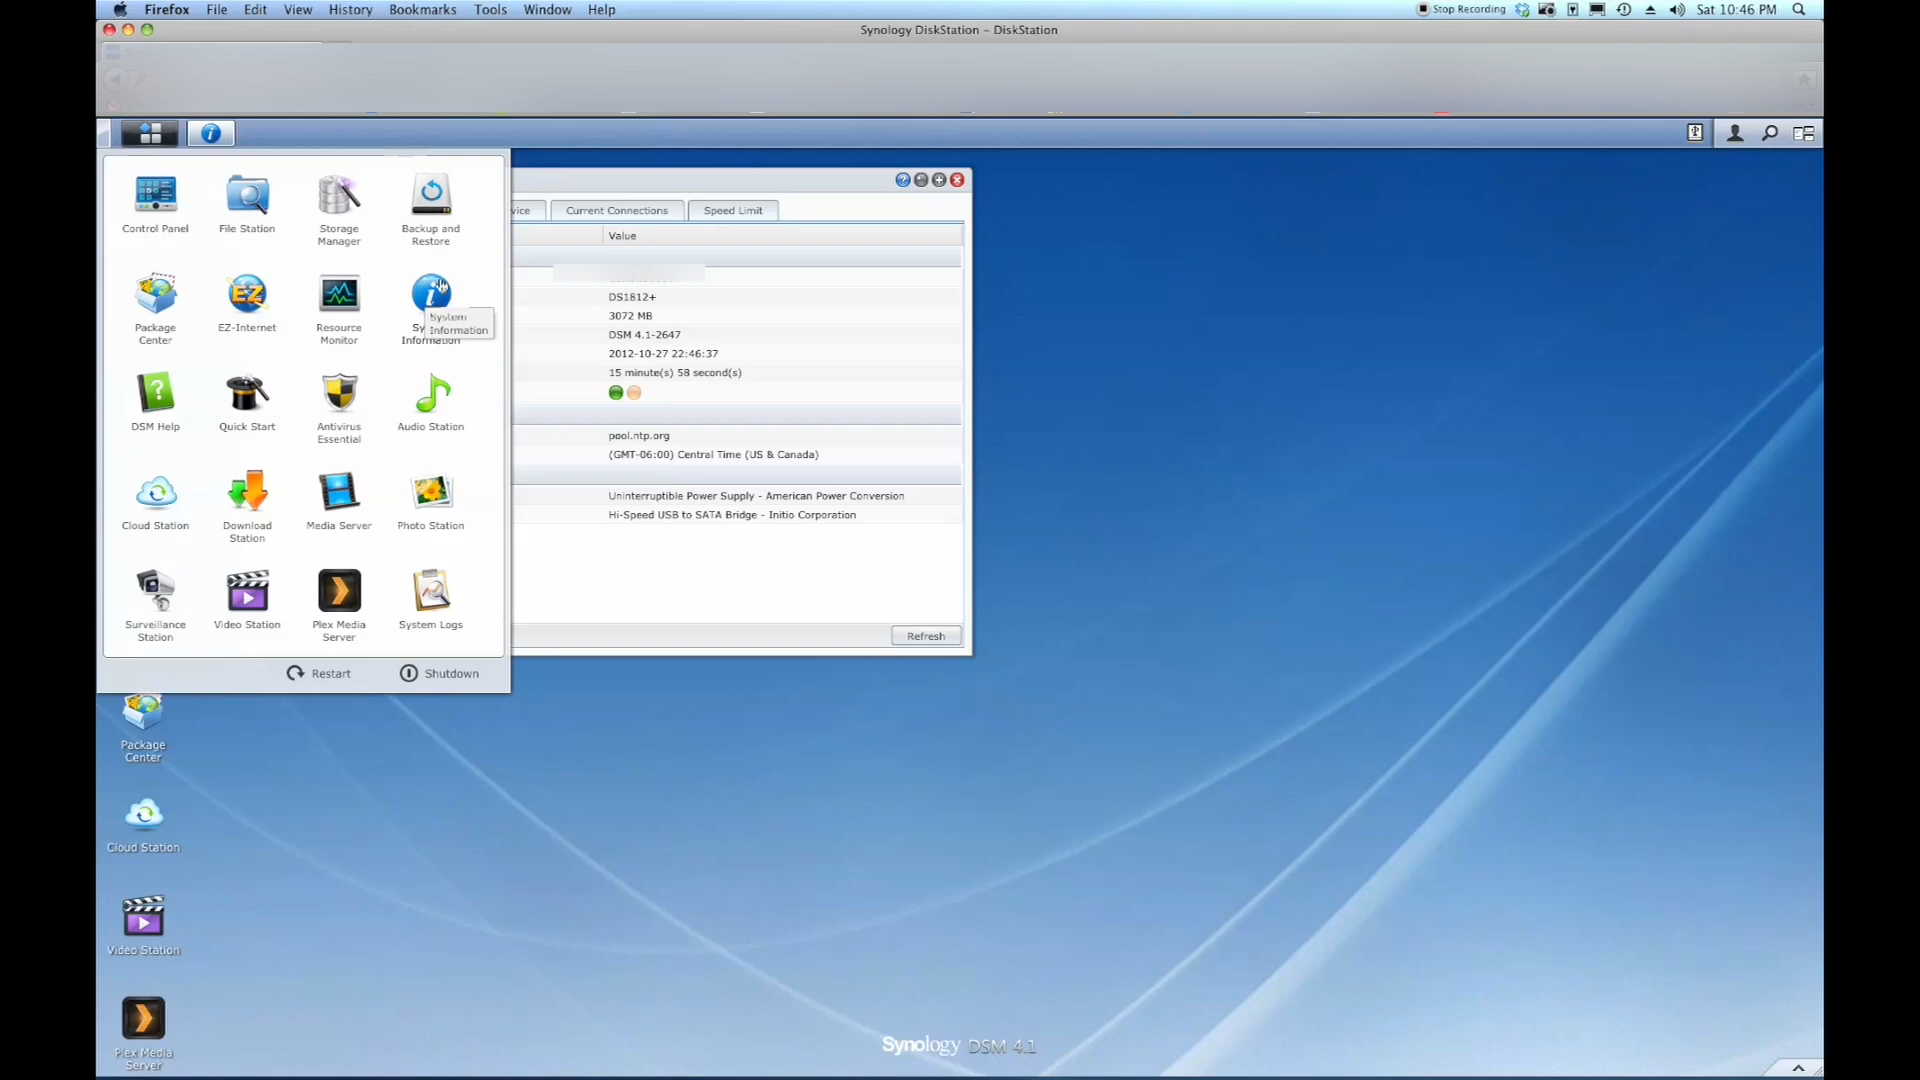 Firefox File Edit View History Bookmarks Tools Window Help
Stop Recording
Sat 10:46 PM
Synology DiskStation - DiskStation
Control Panel
File Station
Storage
Manager
Backup and
Restore
Package
Center
EZ
EZ-Internet
Resource
Monitor
Information
System
Information
DSM Help
Quick Start
Antivirus
Essential
Audio Station
Cloud Station
Download
Station
Media Server
Photo Station
Surveillance
Station
Video Station
Plex Media
Server
System Logs
Restart
Shutdown
vice
Current Connections
Speed Limit
Value
DS1812+
3072 MB
DSM 4.1-2647
2012-10-27 22:46:37
15 minute(s) 58 second(s)
pool.ntp.org
(GMT-06:00) Central Time (US & Canada)
Uninterruptible Power Supply - American Power Conversion
Hi-Speed USB to SATA Bridge - Initio Corporation
Refresh
Package
Center
Cloud Station
Video Station
Plex Media
Server
Synology DSM 4.1